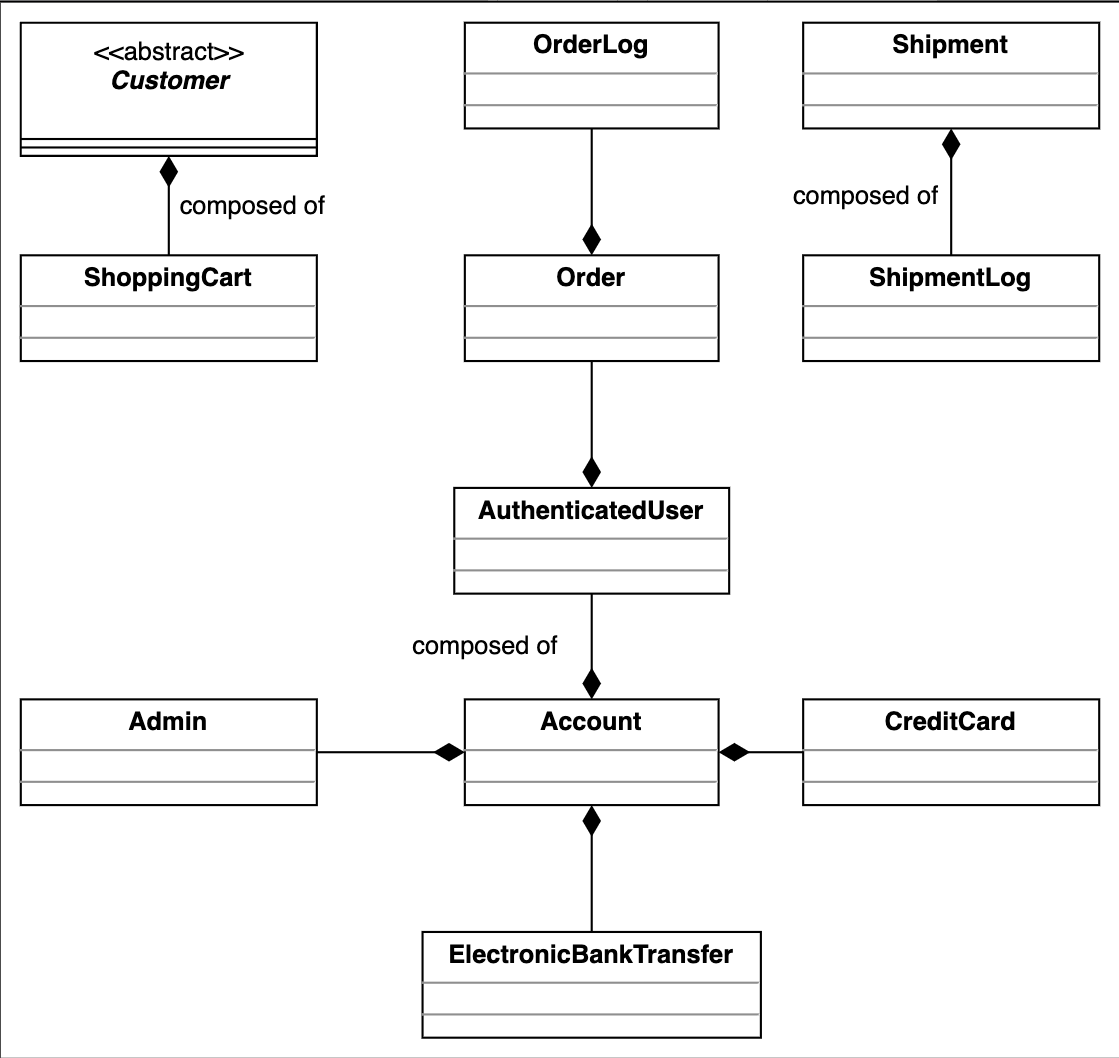 <<abstract>>
Customer
OrderLog
Shipment
composed of
composed of
ShoppingCart
Order
ShipmentLog
AuthenticatedUser
composed of
Admin
Account
CreditCard
ElectronicBankTransfer